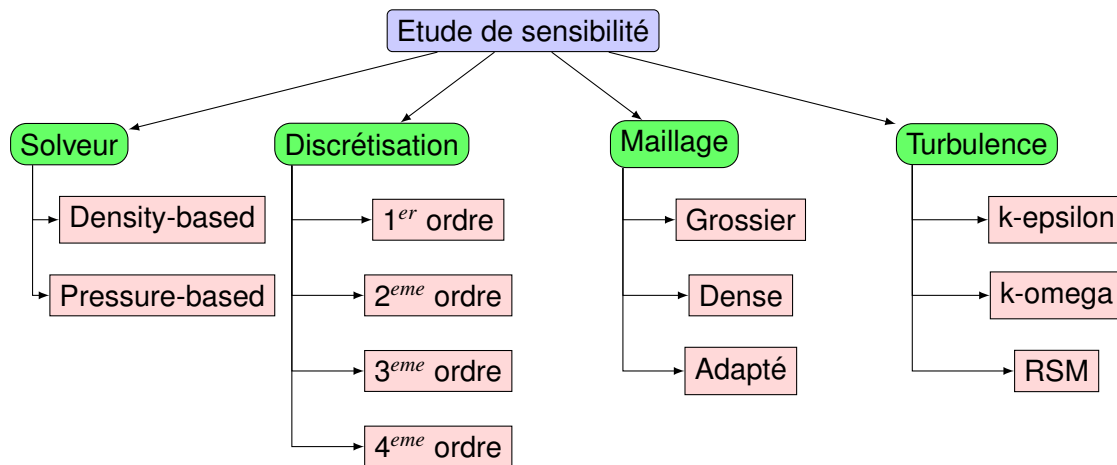 Etude de sensibilité
Solveur
Discrétisation
Maillage
Turbulence
Density-based
1er ordre
Grossier
k-epsilon
Pressure-based
2eme ordre
Dense
k-omega
3eme ordre
Adapté
RSM
4eme ordre